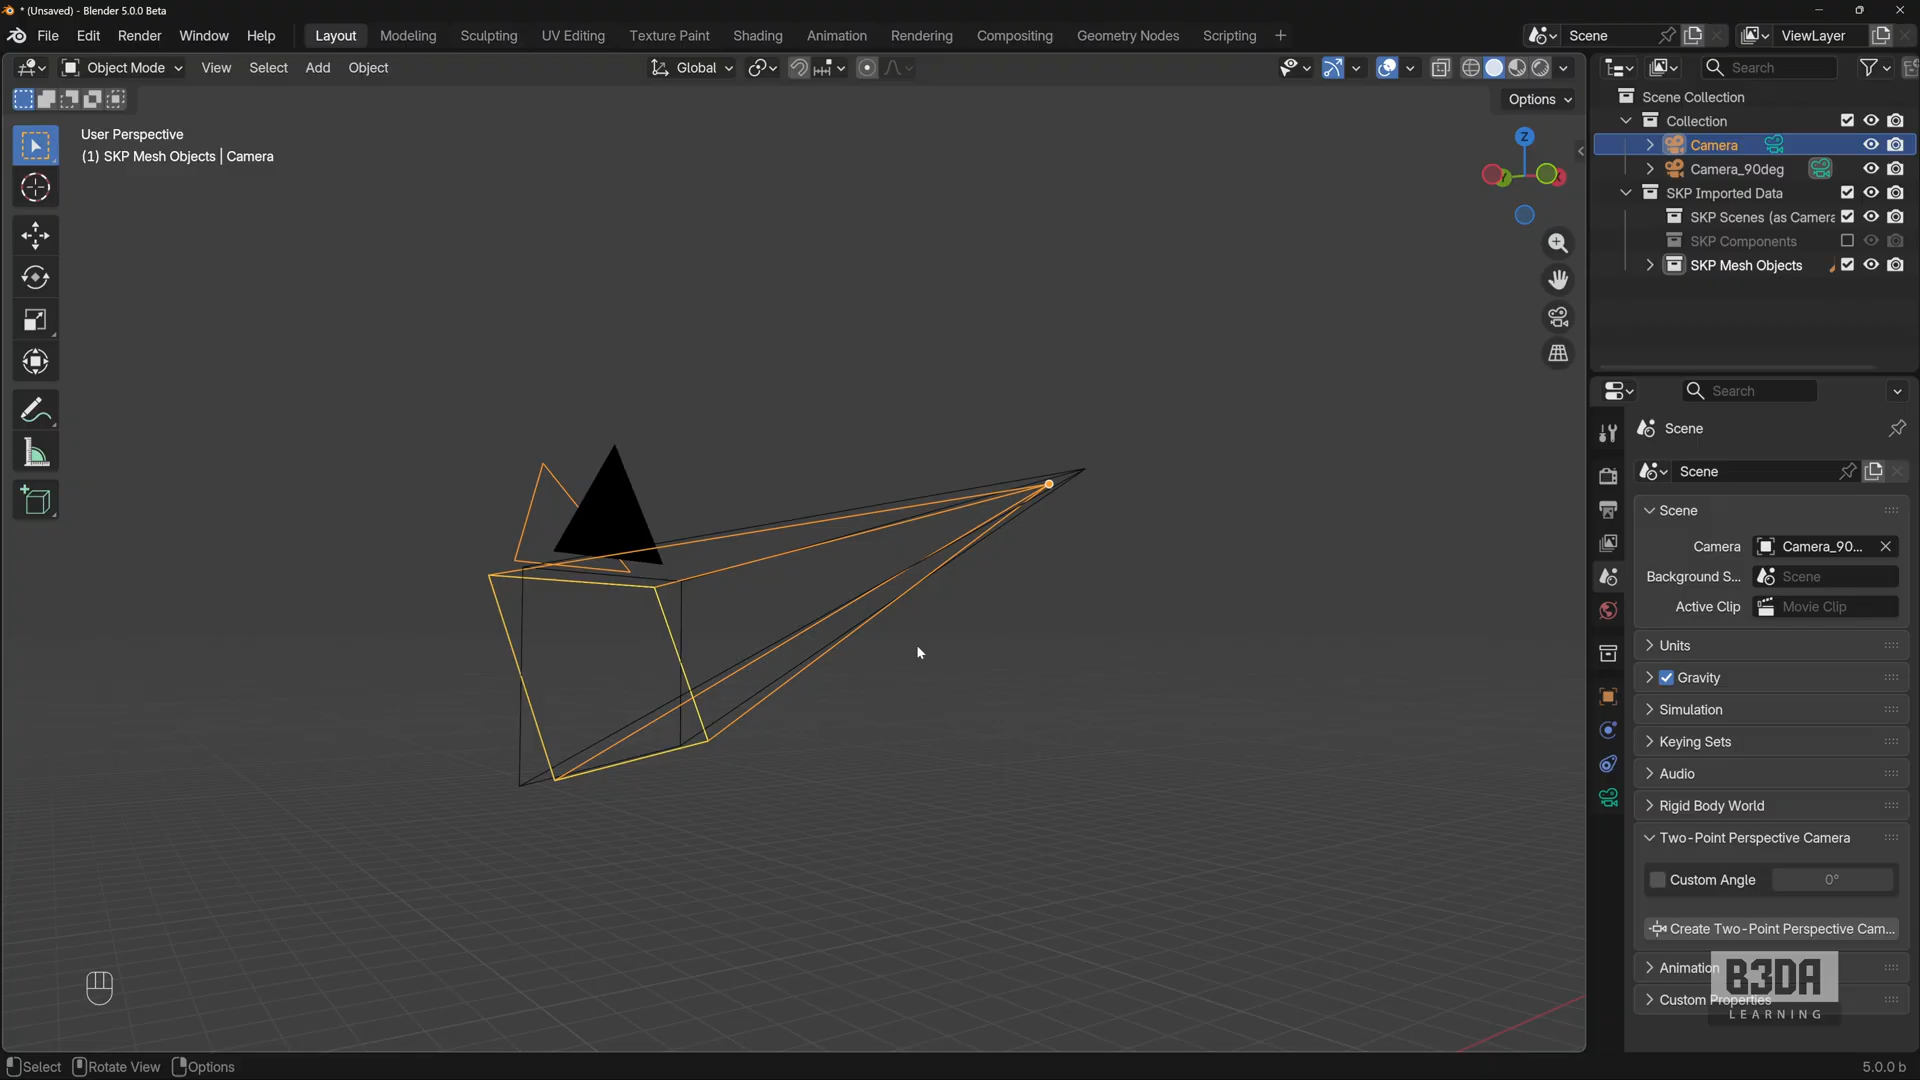 * (Unsaved) - Blender 5.0.0 Beta
File Edit Render Window Help
Layout Modeling Sculpting UV Editing Texture Paint Shading Animation Rendering Compositing Geometry Nodes Scripting
Scene
ViewLayer
Object Mode View Select Add Object
Global
Search
Options
User Perspective
(1) SKP Mesh Objects | Camera
Z
Y
X
Scene Collection
Collection
Camera
Camera_90deg
SKP Imported Data
SKP Scenes (as Camera
SKP Components
SKP Mesh Objects
Search
Scene
Scene
Scene
Camera Camera_90...
Background S... Scene
Active Clip Movie Clip
Units
Gravity
Simulation
Keying Sets
Audio
Rigid Body World
Two-Point Perspective Camera
Custom Angle 0°
Create Two-Point Perspective Cam...
Animation
Custom Properties
B3DA
LEARNING
Select Rotate View Options
5.0.0 b